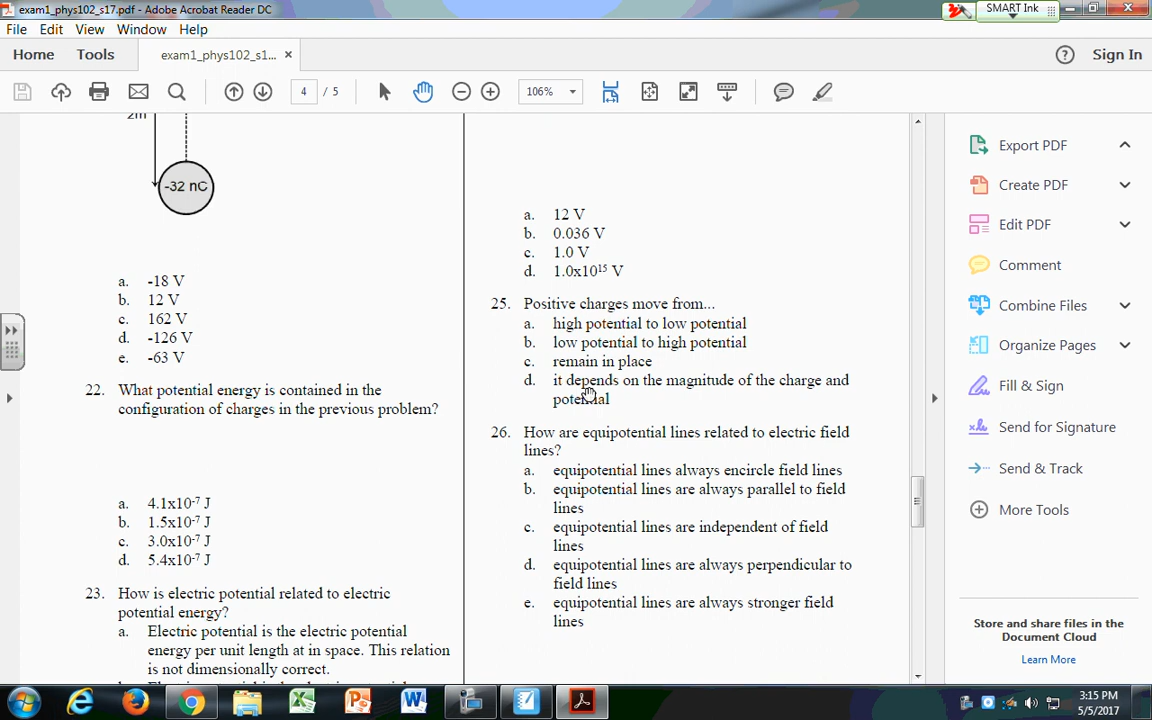 exam1_phys102_s17.pdf - Adobe Acrobat Reader DC
SMART Ink
File Edit View Window Help
Home Tools exam1_phys102_s1... ×
? Sign In
4 / 5 106%
2m
-32 nC
a. -18 V
b. 12 V
c. 162 V
d. -126 V
e. -63 V
22. What potential energy is contained in the
configuration of charges in the previous problem?
a. 4.1x10⁻⁷ J
b. 1.5x10⁻⁷ J
c. 3.0x10⁻⁷ J
d. 5.4x10⁻⁷ J
23. How is electric potential related to electric
potential energy?
a. Electric potential is the electric potential
energy per unit length at in space. This relation
is not dimensionally correct.
a. 12 V
b. 0.036 V
c. 1.0 V
d. 1.0x10¹⁵ V
25. Positive charges move from...
a. high potential to low potential
b. low potential to high potential
c. remain in place
d. it depends on the magnitude of the charge and
potential
26. How are equipotential lines related to electric field
lines?
a. equipotential lines always encircle field lines
b. equipotential lines are always parallel to field
lines
c. equipotential lines are independent of field
lines
d. equipotential lines are always perpendicular to
field lines
e. equipotential lines are always stronger field
lines
Export PDF
Create PDF
Edit PDF
Comment
Combine Files
Organize Pages
Fill & Sign
Send for Signature
Send & Track
More Tools
Store and share files in the
Document Cloud
Learn More
3:15 PM
5/5/2017